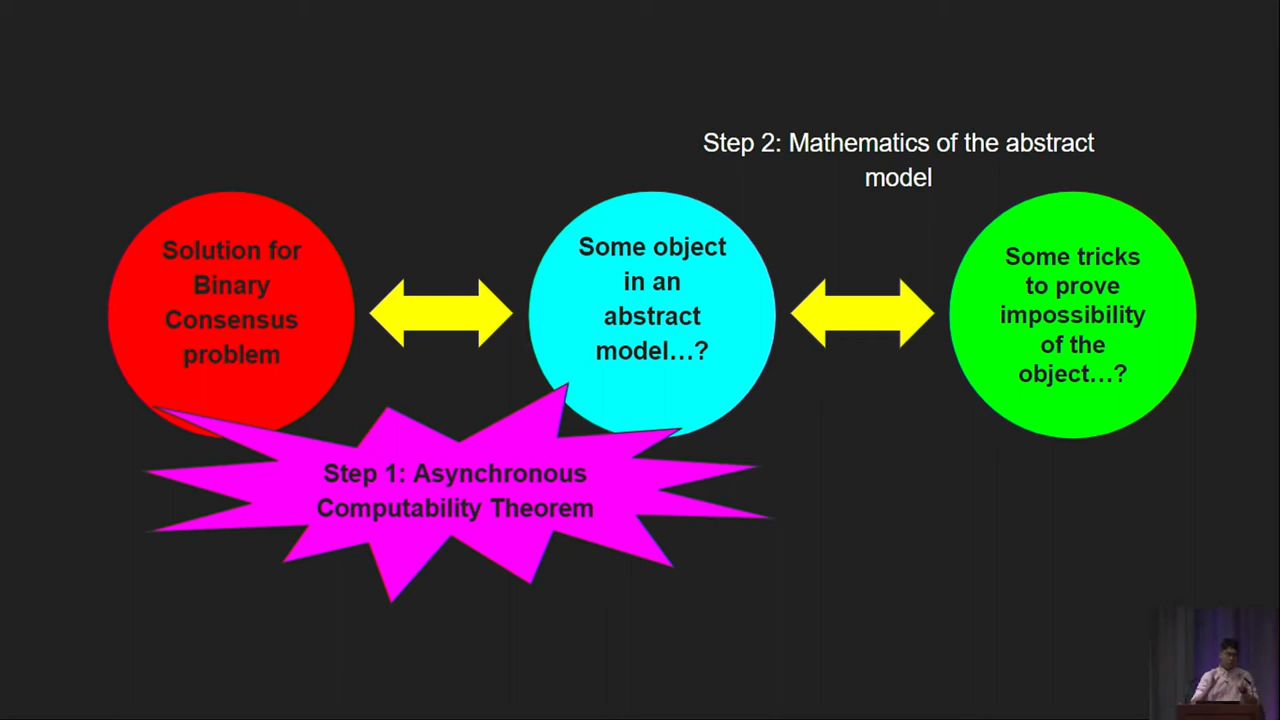 Step 2: Mathematics of the abstract
model
Solution for
Binary
Consensus
problem
Some object
in an
abstract
model...?
Some tricks
to prove
impossibility
of the
object...?
Step 1: Asynchronous
Computability Theorem